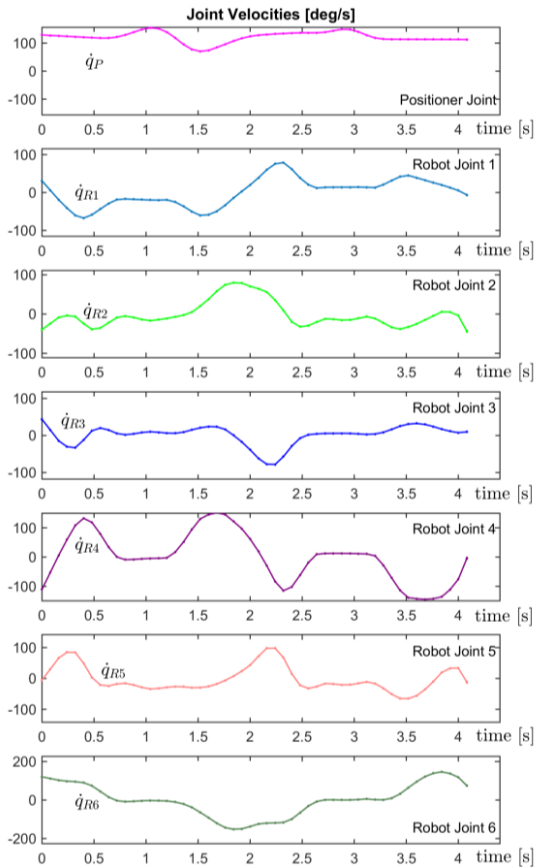 Joint Velocities [deg/s]
100
0
-100
q̇P
Positioner Joint
0 0.5 1 1.5 2 2.5 3 3.5 4 time [s]
100
0
-100
q̇R1
Robot Joint 1
0 0.5 1 1.5 2 2.5 3 3.5 4 time [s]
100
0
-100
q̇R2
Robot Joint 2
0 0.5 1 1.5 2 2.5 3 3.5 4 time [s]
100
0
-100
q̇R3
Robot Joint 3
0 0.5 1 1.5 2 2.5 3 3.5 4 time [s]
100
0
-100
q̇R4
Robot Joint 4
0 0.5 1 1.5 2 2.5 3 3.5 4 time [s]
100
0
-100
q̇R5
Robot Joint 5
0 0.5 1 1.5 2 2.5 3 3.5 4 time [s]
200
0
-200
q̇R6
Robot Joint 6
0 0.5 1 1.5 2 2.5 3 3.5 4 time [s]